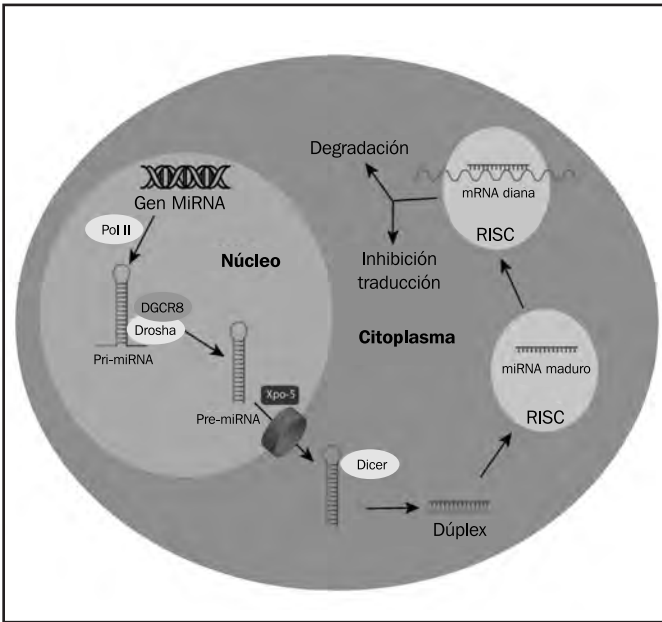 Gen MiRNA
Pol II
Núcleo
DGCR8
Drosha
Pri-miRNA
Pre-miRNA
Xpo-5
Dicer
Dúplex
Citoplasma
miRNA maduro
RISC
mRNA diana
RISC
Degradación
Inhibición
traducción